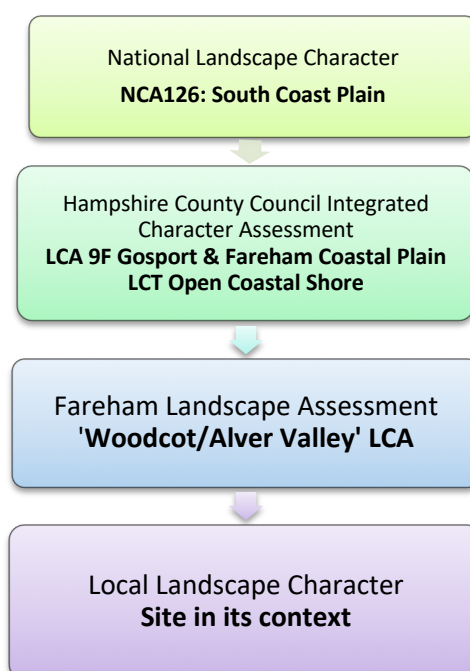 National Landscape Character
NCA126: South Coast Plain
Hampshire County Council Integrated
Character Assessment
LCA 9F Gosport & Fareham Coastal Plain
LCT Open Coastal Shore
Fareham Landscape Assessment
'Woodcot/Alver Valley' LCA
Local Landscape Character
Site in its context